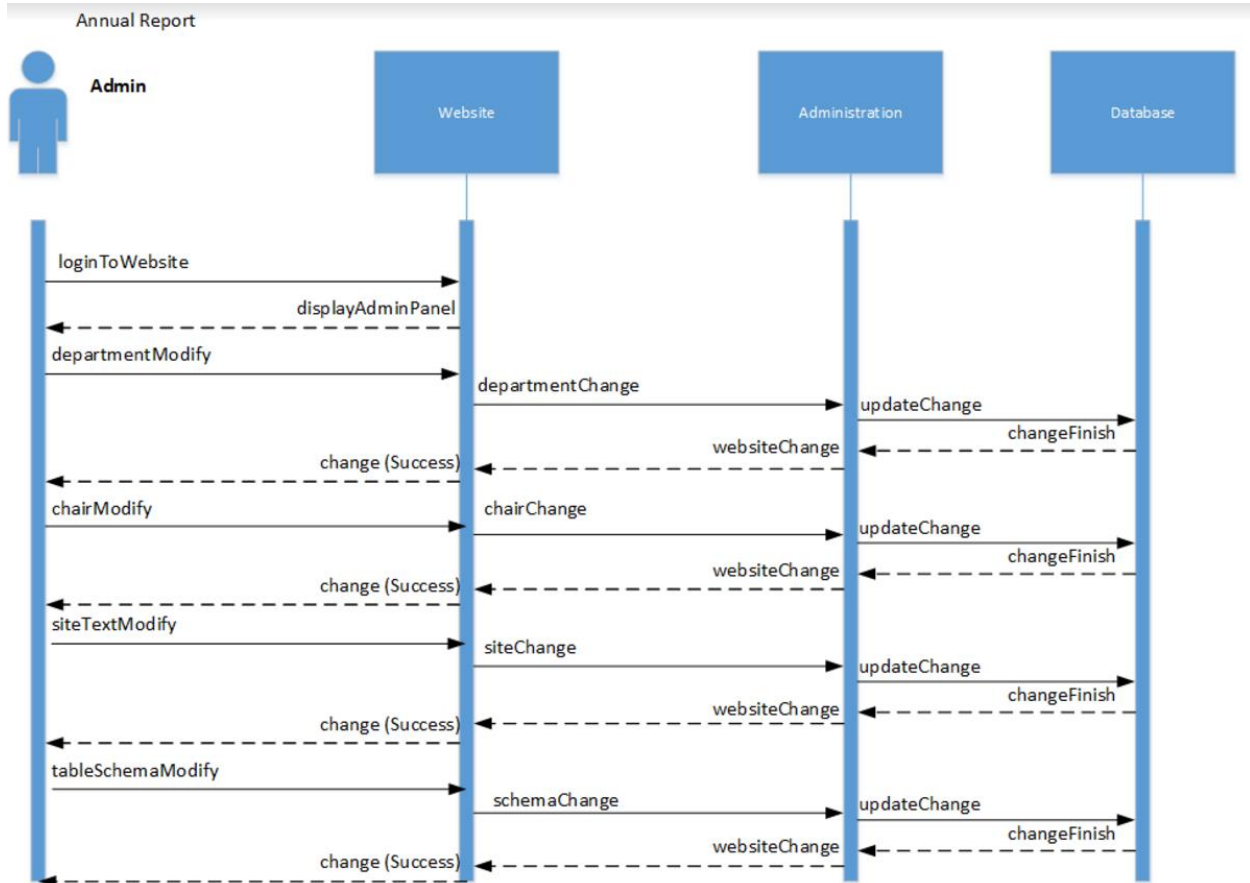 Annual Report
Admin
Website
Administration
Database
loginToWebsite
displayAdminPanel
departmentModify
departmentChange
updateChange
changeFinish
websiteChange
change (Success)
chairModify
chairChange
updateChange
changeFinish
websiteChange
change (Success)
siteTextModify
siteChange
updateChange
changeFinish
websiteChange
change (Success)
tableSchemaModify
schemaChange
updateChange
changeFinish
websiteChange
change (Success)